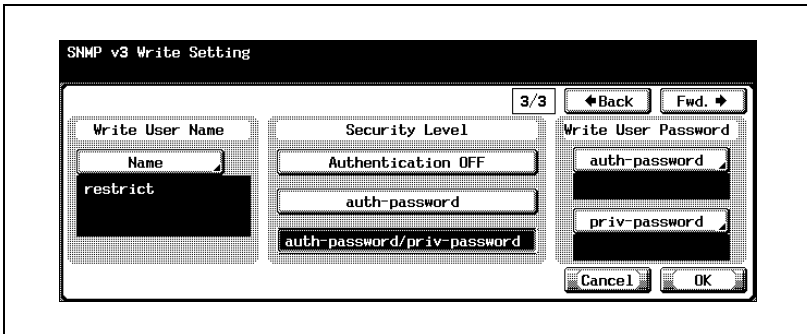 SNMP v3 Write Setting
3/3
←Back
Fwd. →
Write User Name
Name
restrict
Security Level
Authentication OFF
auth-password
auth-password/priv-password
Write User Password
auth-password
priv-password
Cancel
OK